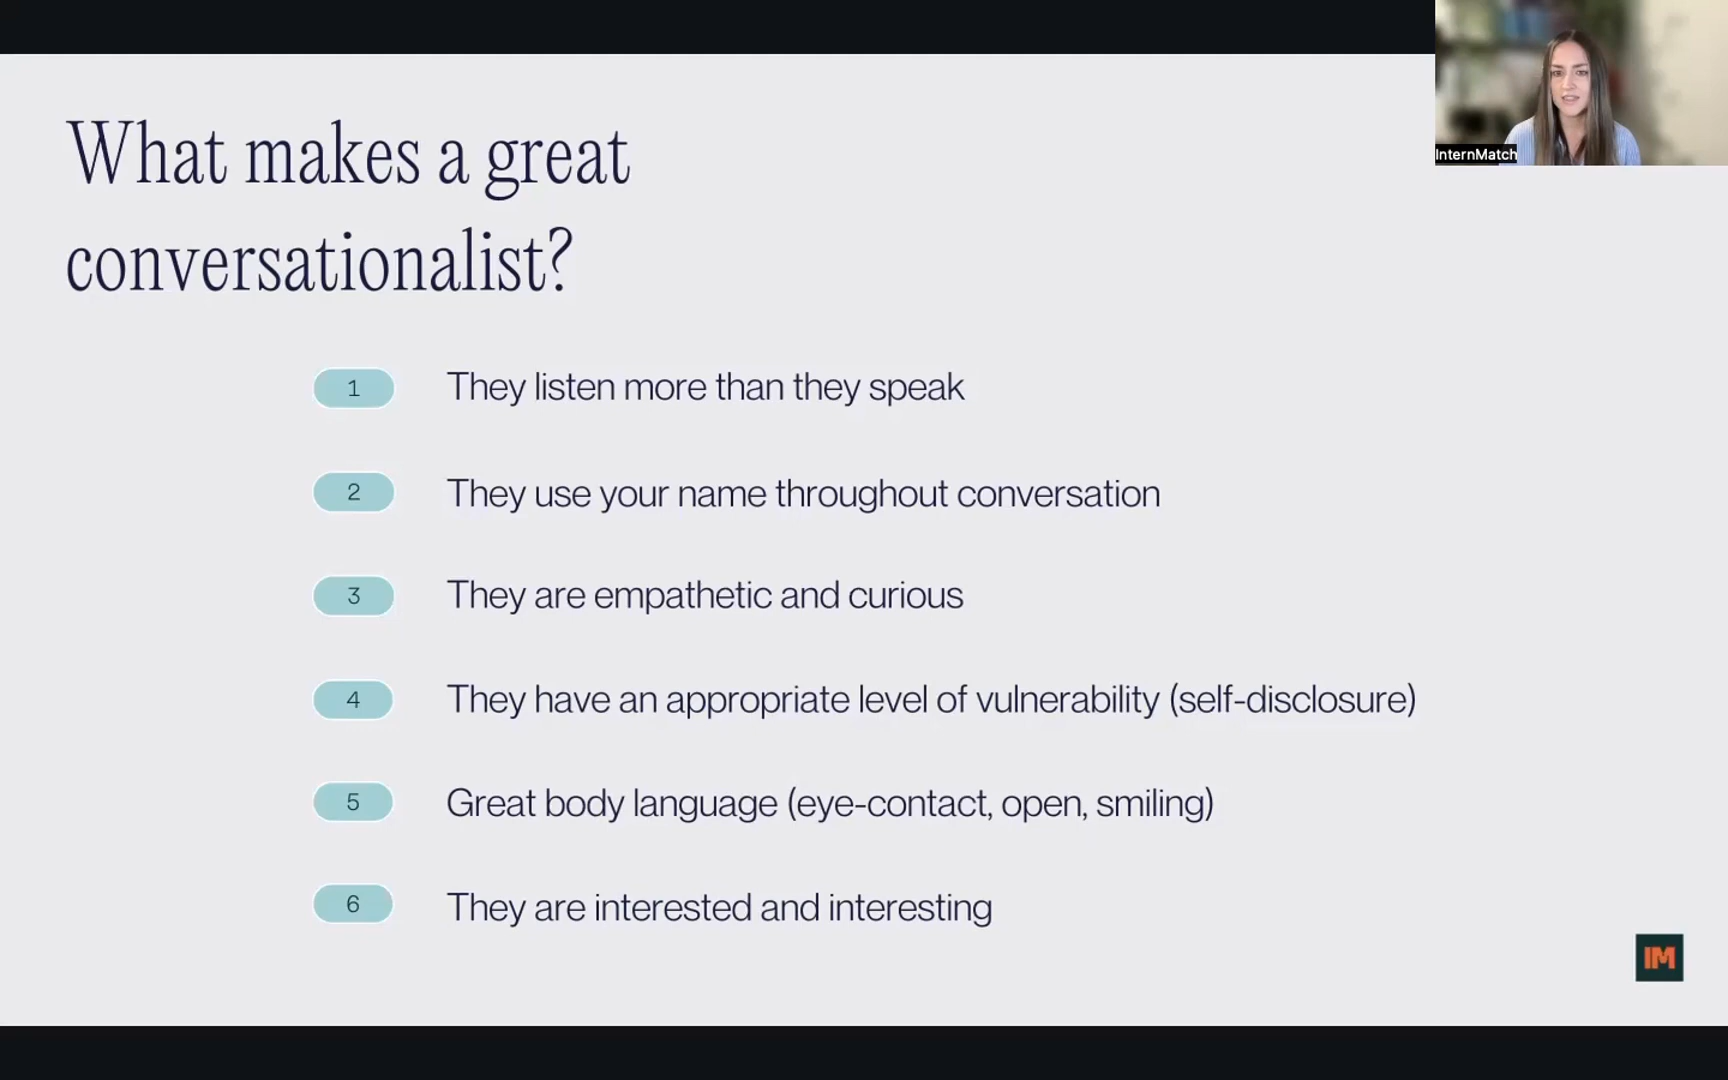 InternMatch
What makes a great
conversationalist?
1 They listen more than they speak
2 They use your name throughout conversation
3 They are empathetic and curious
4 They have an appropriate level of vulnerability (self-disclosure)
5 Great body language (eye-contact, open, smiling)
6 They are interested and interesting
IM